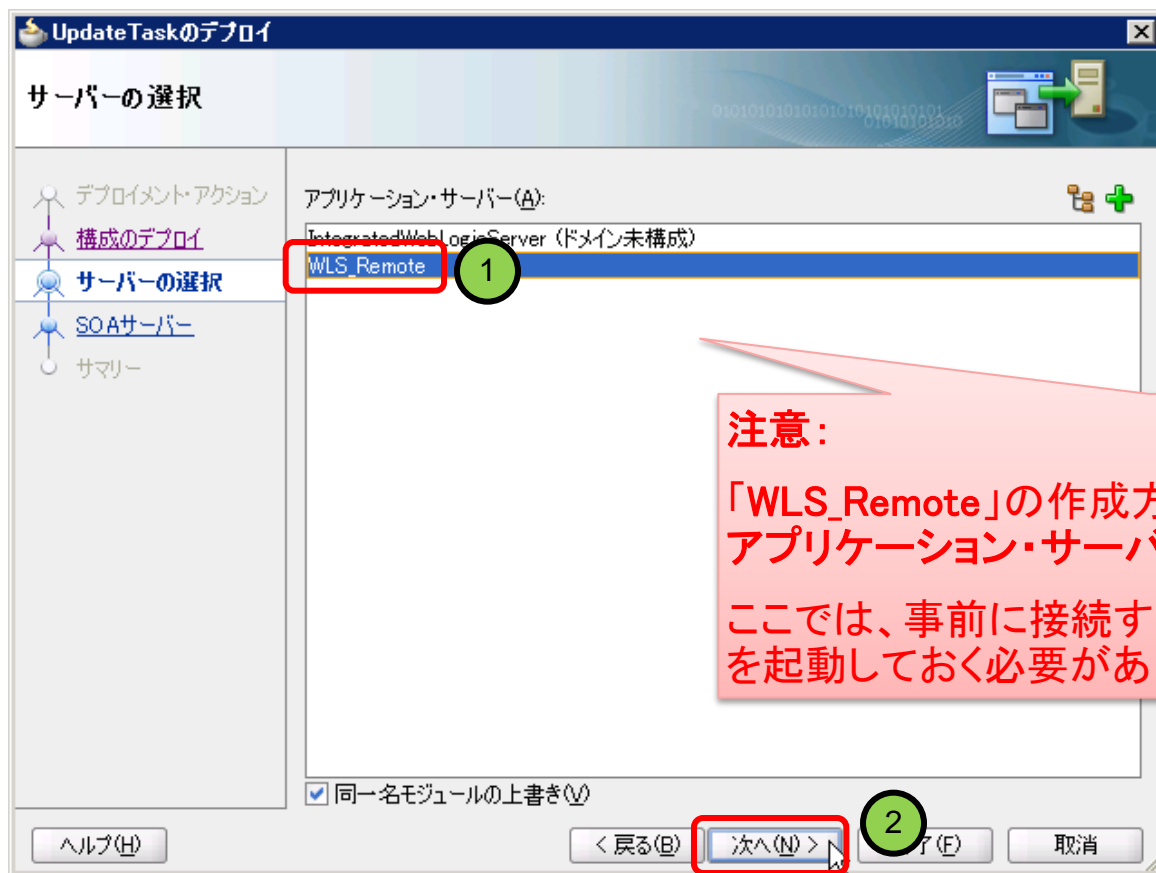 UpdateTaskのデプロイ
サーバーの選択
010101010101010101010101
01010101010
デプロイメント・アクション
構成のデプロイ
サーバーの選択
SOAサーバー
サマリー
アプリケーション・サーバー(A):
IntegratedWebLogicServer (ドメイン未構成)
WLS_Remote
1
注意:
「WLS_Remote」の作成方
アプリケーション・サーバ
ここでは、事前に接続す
を起動しておく必要があ
同一名モジュールの上書き(V)
ヘルプ(H)
< 戻る(B)
次へ(N) >
2
了(F)
取消